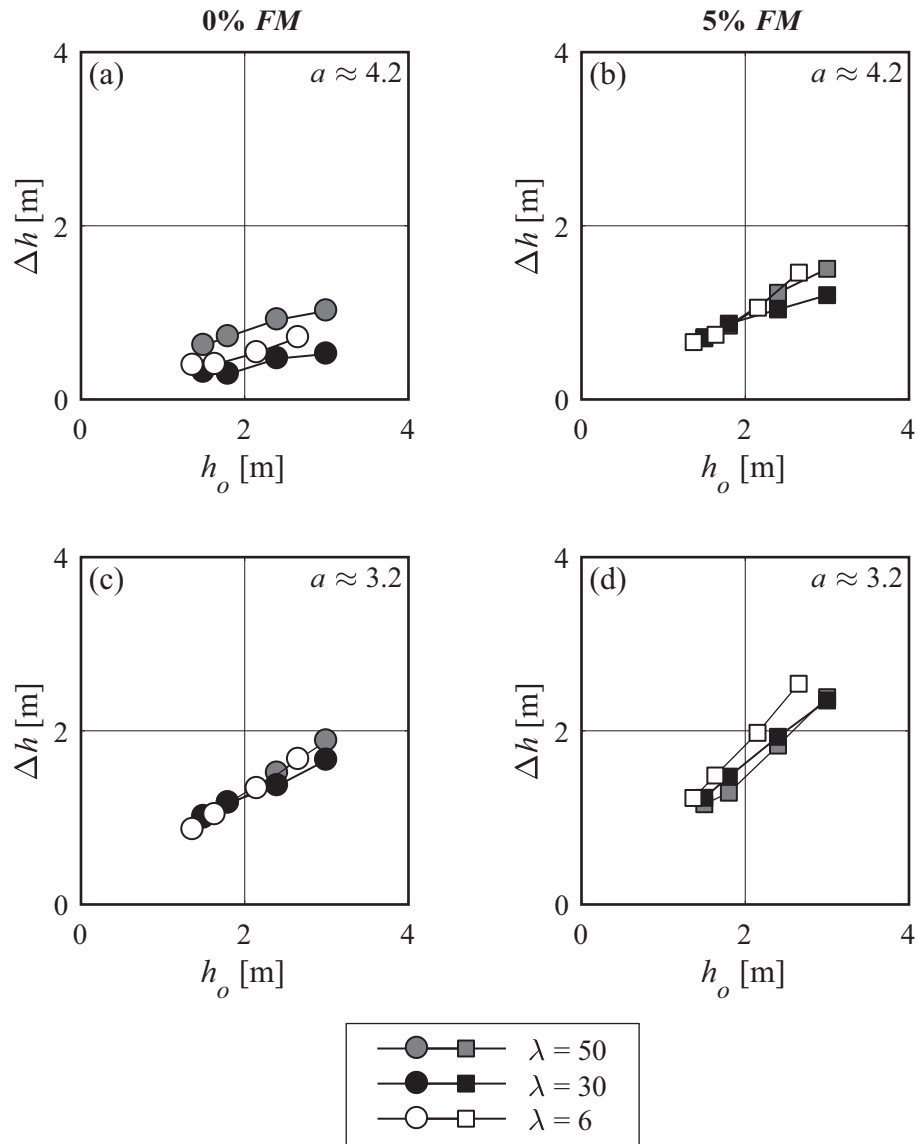 0% FM
5% FM
(a)
a ≈ 4.2
4
2
0
Δh [m]
0
2
4
h_o [m]
(b)
a ≈ 4.2
4
2
0
Δh [m]
0
2
4
h_o [m]
(c)
a ≈ 3.2
4
2
0
Δh [m]
0
2
4
h_o [m]
(d)
a ≈ 3.2
4
2
0
Δh [m]
0
2
4
h_o [m]
λ = 50
λ = 30
λ = 6